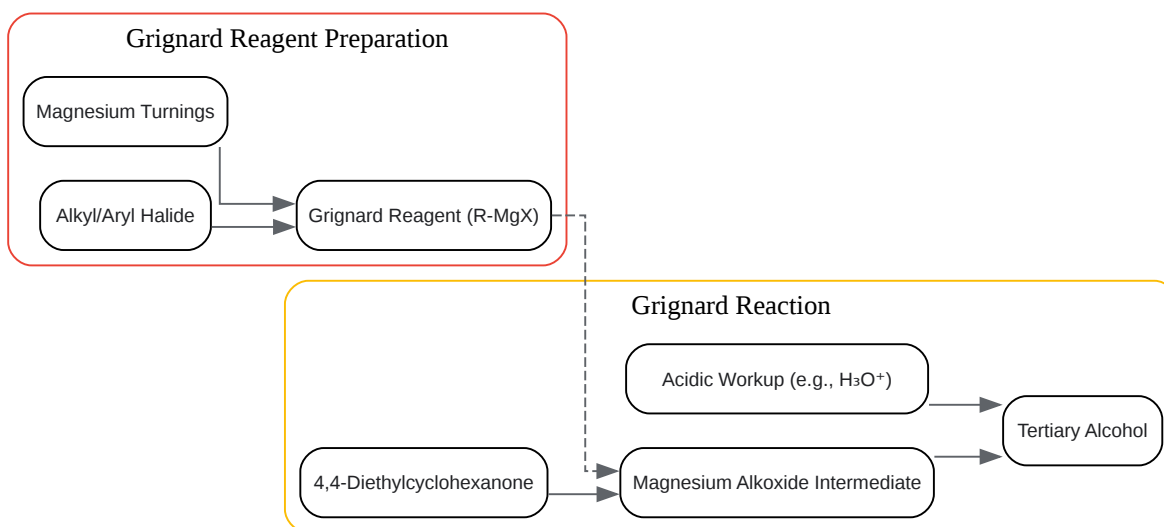 Grignard Reagent Preparation
Magnesium Turnings
Alkyl/Aryl Halide
Grignard Reagent (R-MgX)
Grignard Reaction
Acidic Workup (e.g., H₃O⁺)
Tertiary Alcohol
4,4-Diethylcyclohexanone
Magnesium Alkoxide Intermediate